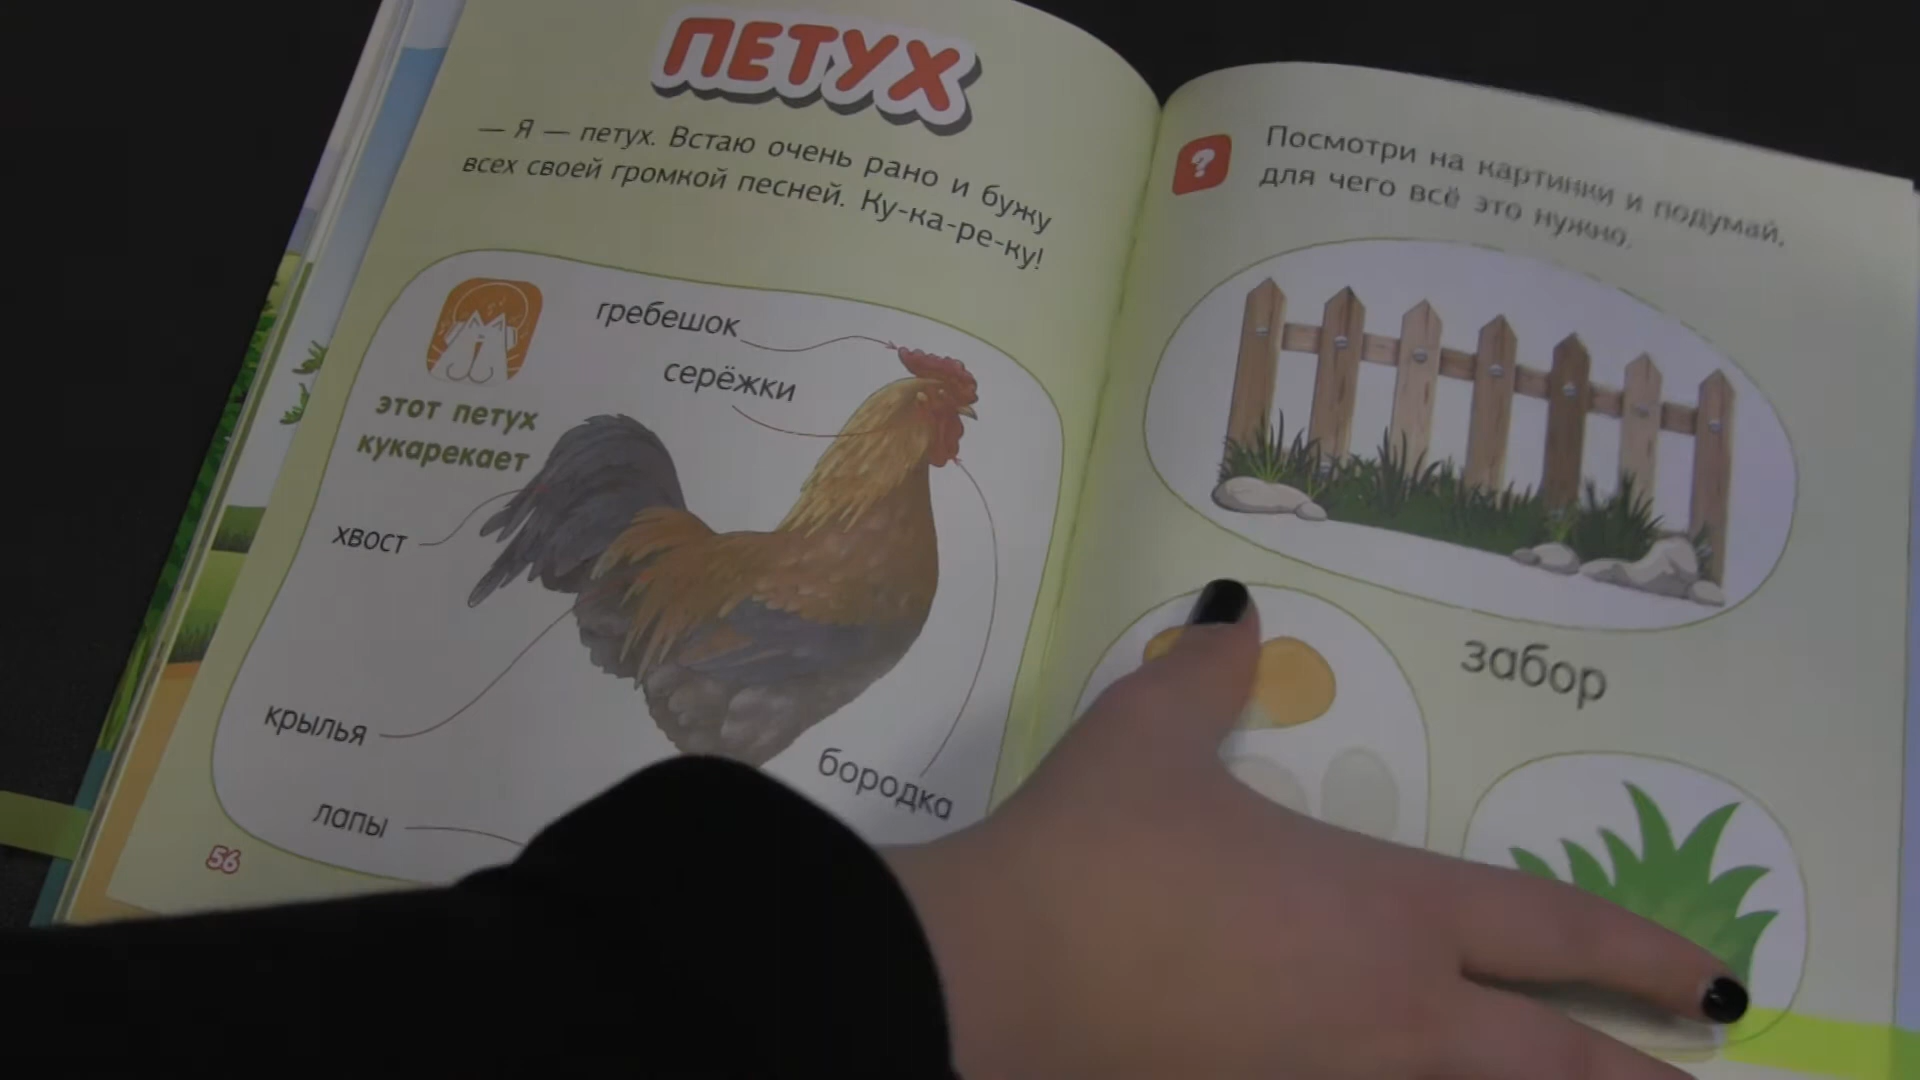 ПЕТУХ
— Я — петух. Встаю очень рано и бужу
всех своей громкой песней. Ку-ка-ре-ку!
этот петух
кукарекает
гребешок
серёжки
хвост
крылья
лапы
бородка
56
?
Посмотри на картинки и подумай,
для чего всё это нужно.
забор